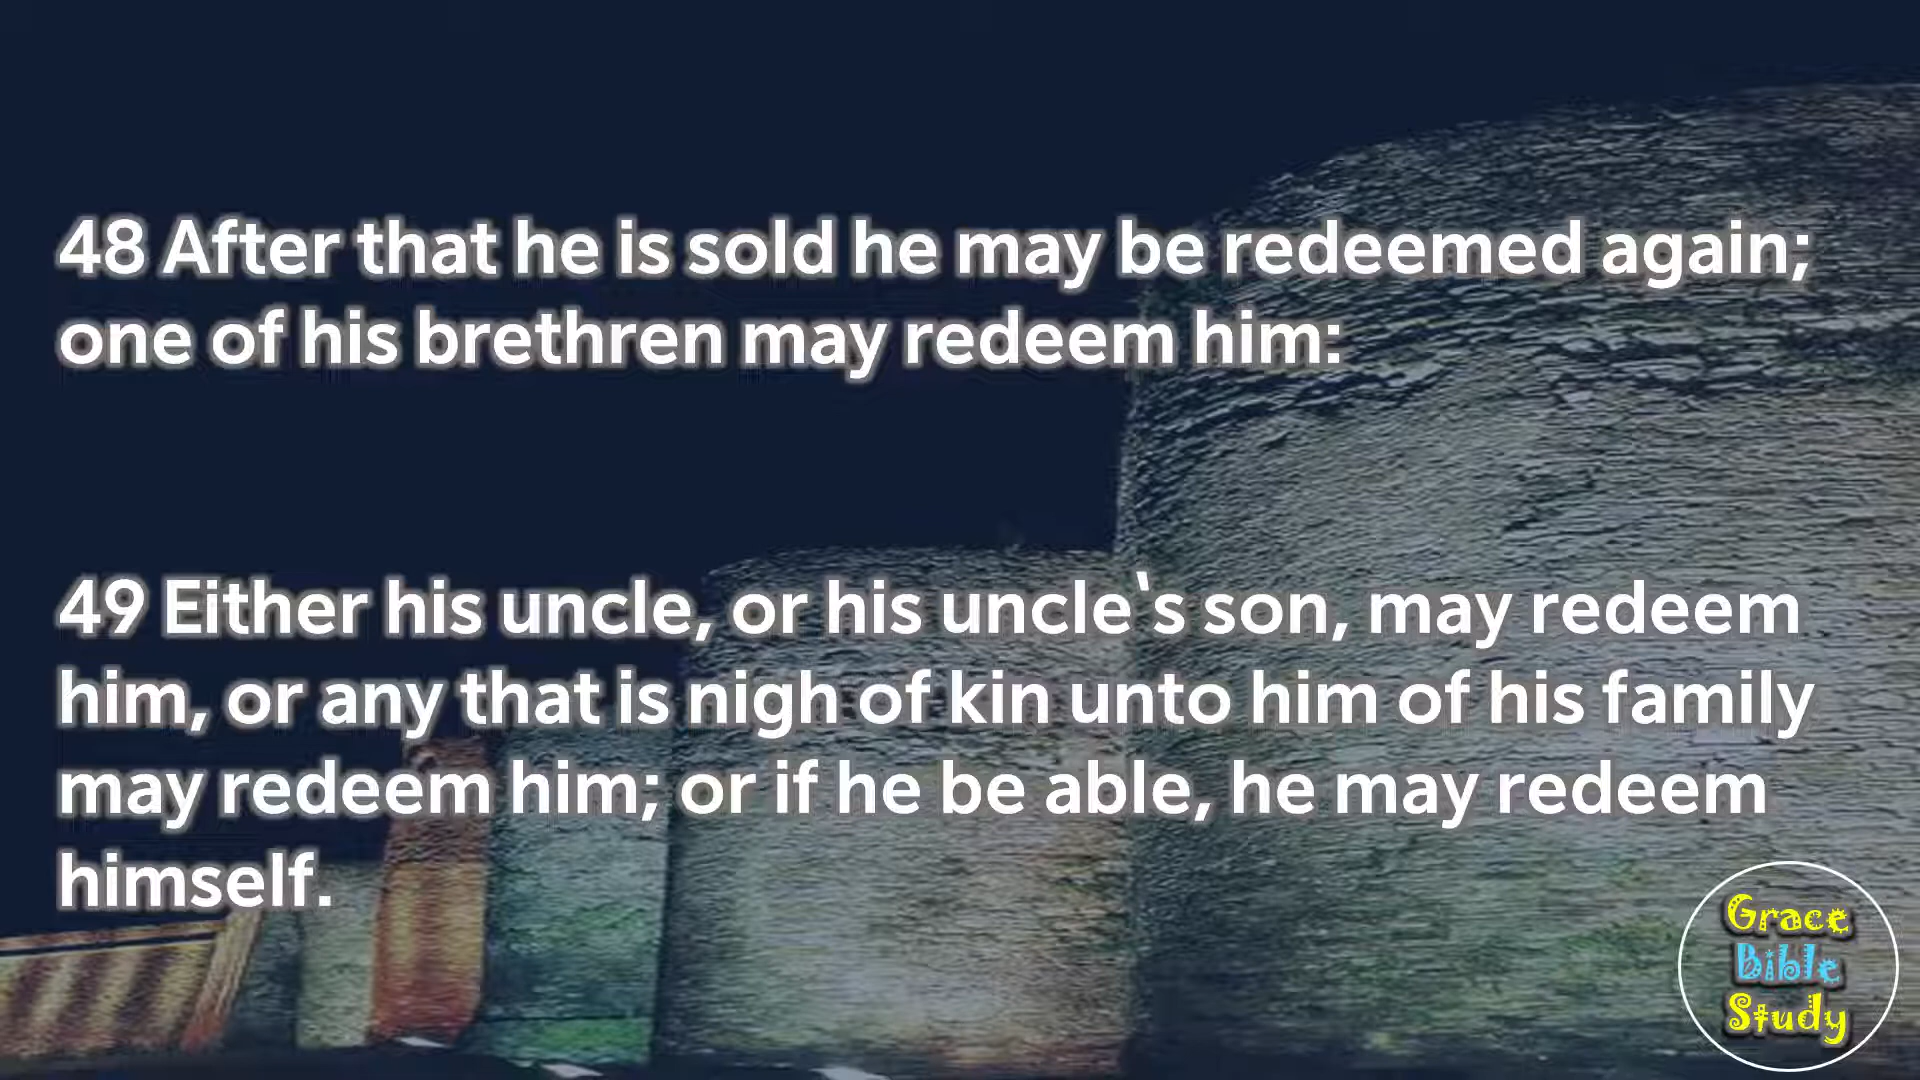 48 After that he is sold he may be redeemed again;
one of his brethren may redeem him:
49 Either his uncle, or his uncle‛s son, may redeem
him, or any that is nigh of kin unto him of his family
may redeem him; or if he be able, he may redeem
himself.
Grace
Bible
Study